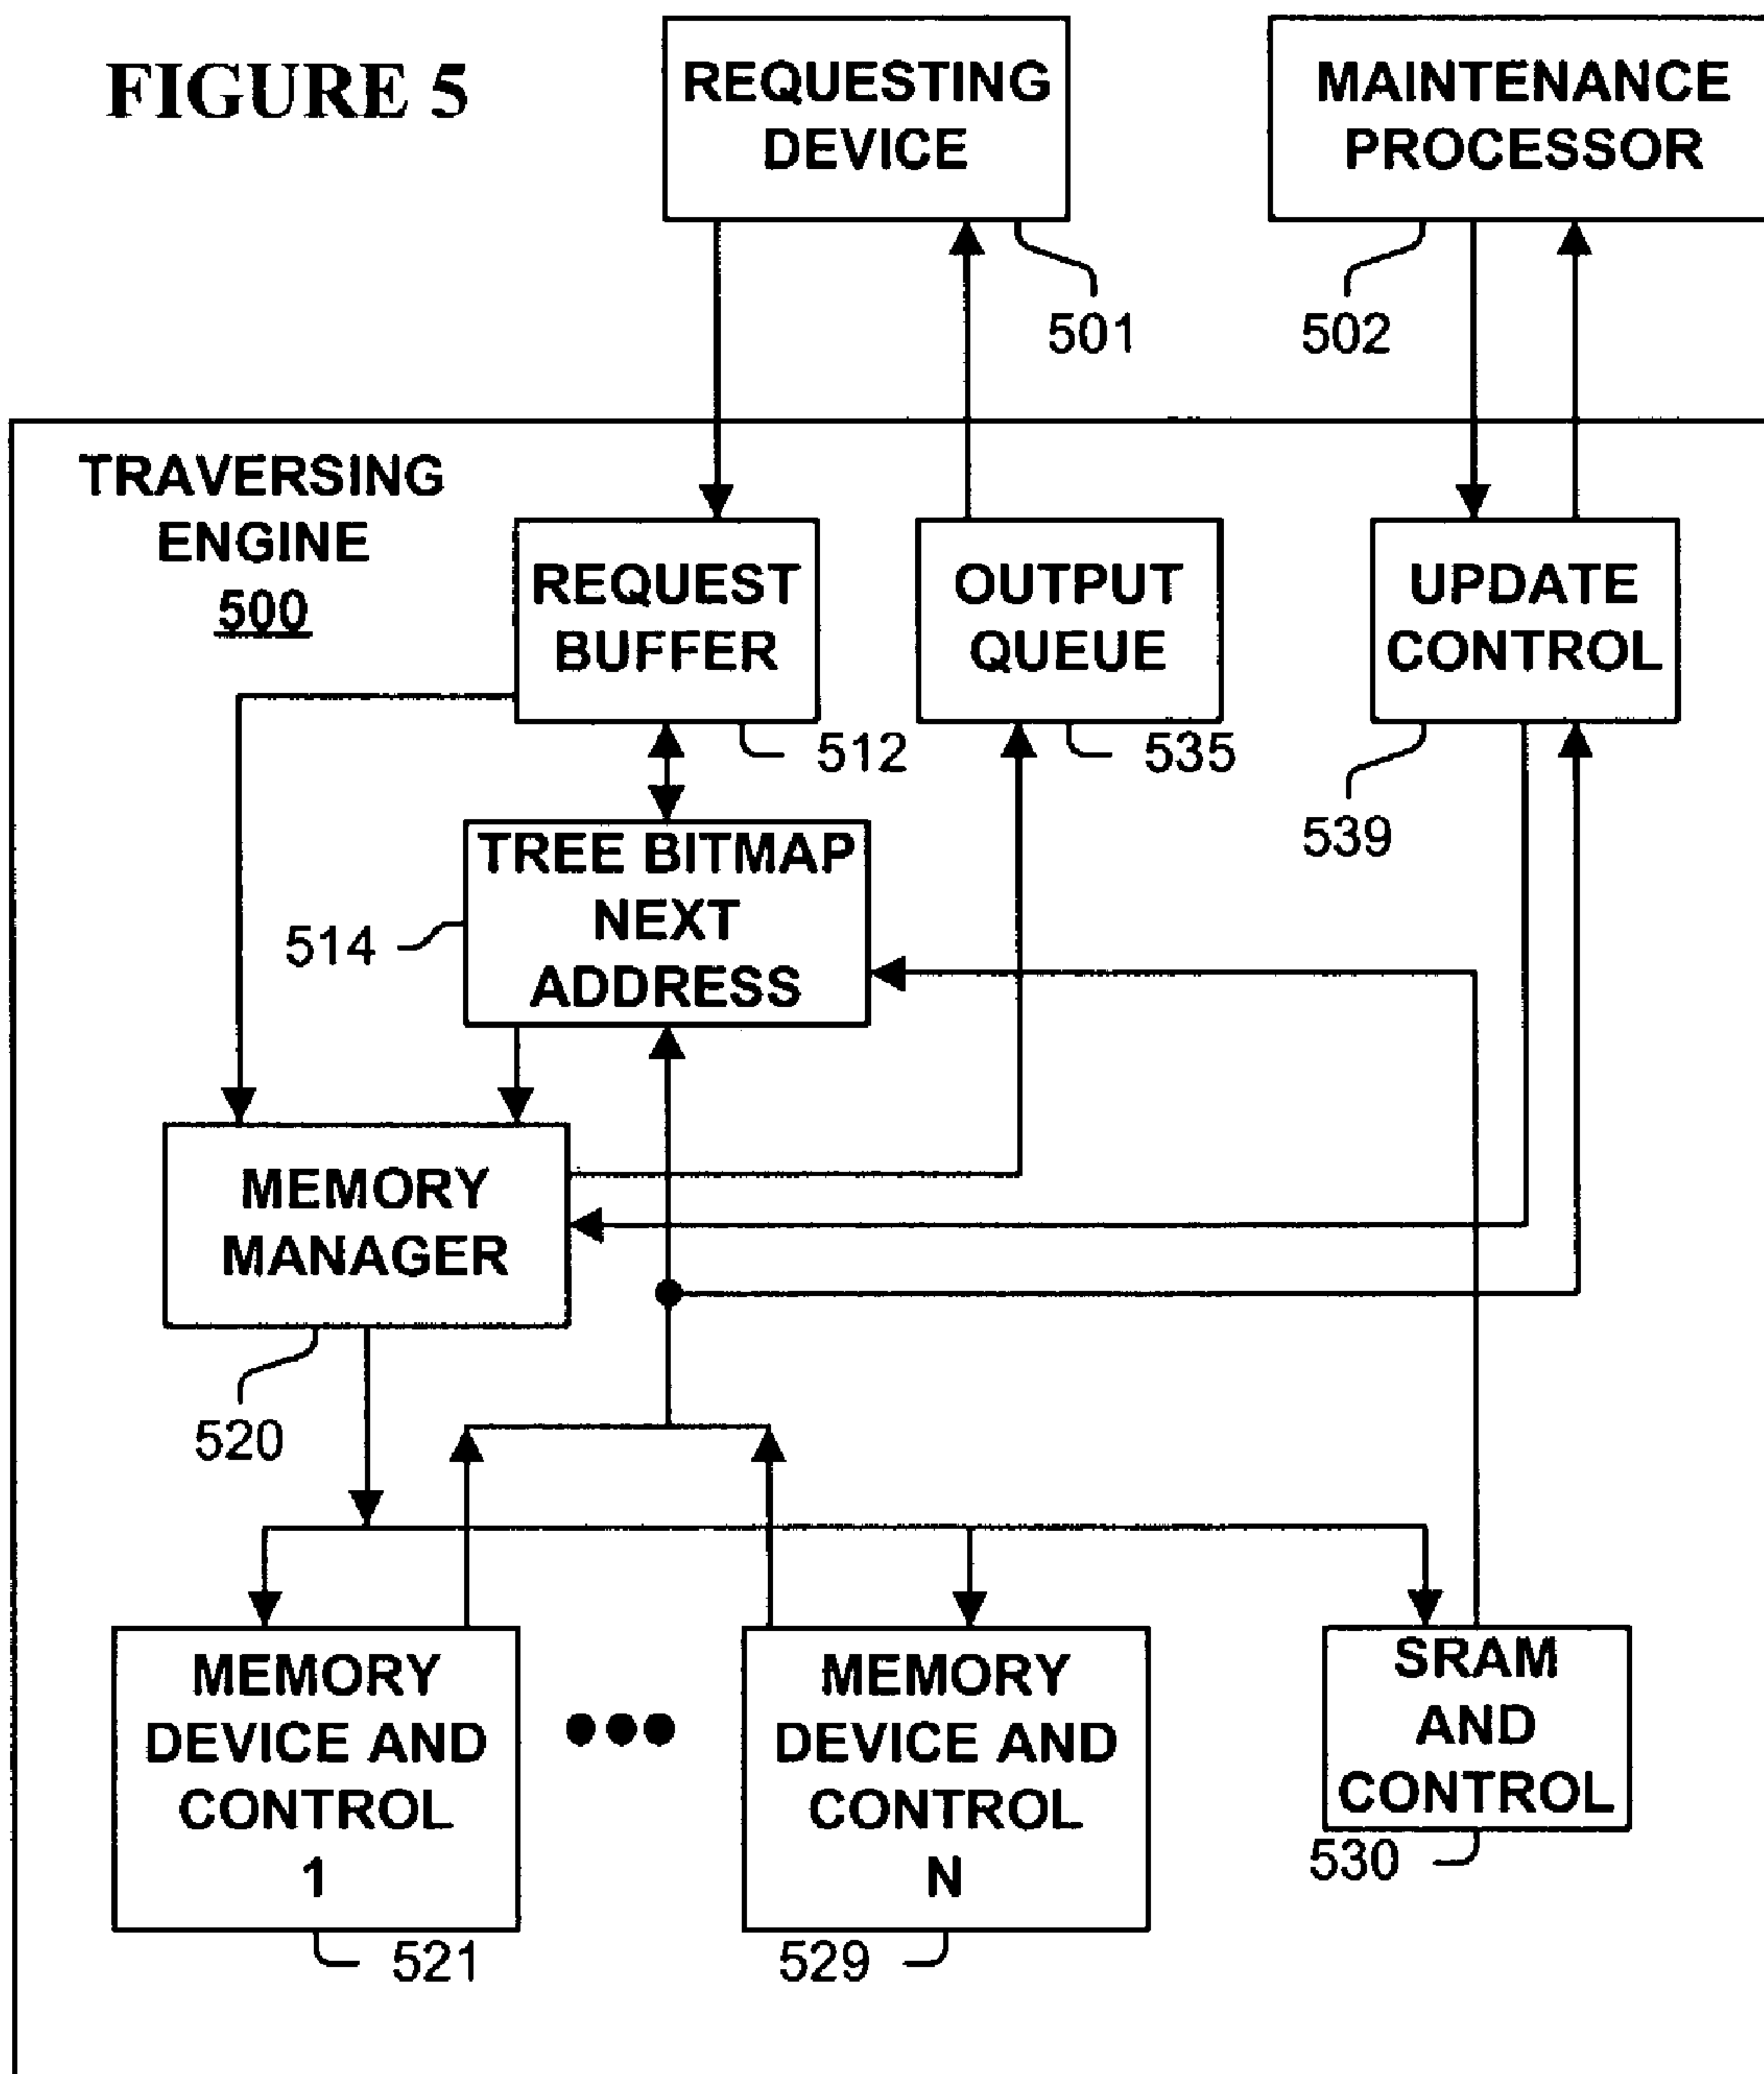 FIGURE 5
REQUESTING
DEVICE
MAINTENANCE
PROCESSOR
501
502
TRAVERSING
ENGINE
500
REQUEST
BUFFER
OUTPUT
QUEUE
UPDATE
CONTROL
512
535
539
TREE BITMAP
NEXT
ADDRESS
514
MEMORY
MANAGER
520
MEMORY
DEVICE AND
CONTROL
1
MEMORY
DEVICE AND
CONTROL
N
SRAM
AND
CONTROL
521
529
530